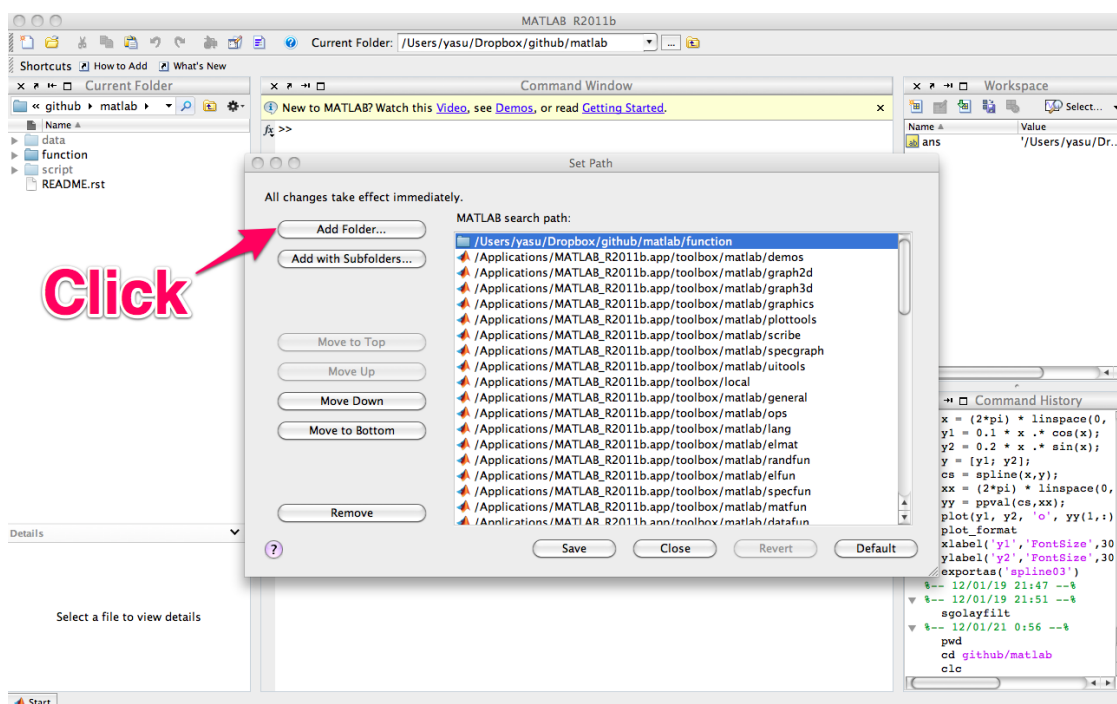 MATLAB R2011b
Current Folder: /Users/yasu/Dropbox/github/matlab
Shortcuts How to Add What's New
Current Folder
« github ▸ matlab ▸
Name
data
function
script
README.rst
Details
Select a file to view details
Start
Command Window
New to MATLAB? Watch this Video, see Demos, or read Getting Started.
fx >>
Set Path
All changes take effect immediately.
Add Folder...
Add with Subfolders...
Click
Move to Top
Move Up
Move Down
Move to Bottom
Remove
MATLAB search path:
/Users/yasu/Dropbox/github/matlab/function
/Applications/MATLAB_R2011b.app/toolbox/matlab/demos
/Applications/MATLAB_R2011b.app/toolbox/matlab/graph2d
/Applications/MATLAB_R2011b.app/toolbox/matlab/graph3d
/Applications/MATLAB_R2011b.app/toolbox/matlab/graphics
/Applications/MATLAB_R2011b.app/toolbox/matlab/plottools
/Applications/MATLAB_R2011b.app/toolbox/matlab/scribe
/Applications/MATLAB_R2011b.app/toolbox/matlab/specgraph
/Applications/MATLAB_R2011b.app/toolbox/matlab/uitools
/Applications/MATLAB_R2011b.app/toolbox/local
/Applications/MATLAB_R2011b.app/toolbox/matlab/general
/Applications/MATLAB_R2011b.app/toolbox/matlab/ops
/Applications/MATLAB_R2011b.app/toolbox/matlab/lang
/Applications/MATLAB_R2011b.app/toolbox/matlab/elmat
/Applications/MATLAB_R2011b.app/toolbox/matlab/randfun
/Applications/MATLAB_R2011b.app/toolbox/matlab/elfun
/Applications/MATLAB_R2011b.app/toolbox/matlab/specfun
/Applications/MATLAB_R2011b.app/toolbox/matlab/matfun
/Applications/MATLAB_R2011b.app/toolbox/matlab/datafun
? Save Close Revert Default
Workspace
Select...
Name Value
ans '/Users/yasu/Dr..
Command History
x = (2*pi) * linspace(0,
y1 = 0.1 * x .* cos(x);
y2 = 0.2 * x .* sin(x);
y = [y1; y2];
cs = spline(x,y);
xx = (2*pi) * linspace(0,
yy = ppval(cs,xx);
plot(y1, y2, 'o', yy(1,:)
plot_format
xlabel('y1','FontSize',30
ylabel('y2','FontSize',30
exportas('spline03')
%-- 12/01/19 21:47 --%
%-- 12/01/19 21:51 --%
sgolayfilt
%-- 12/01/21 0:56 --%
pwd
cd github/matlab
clc